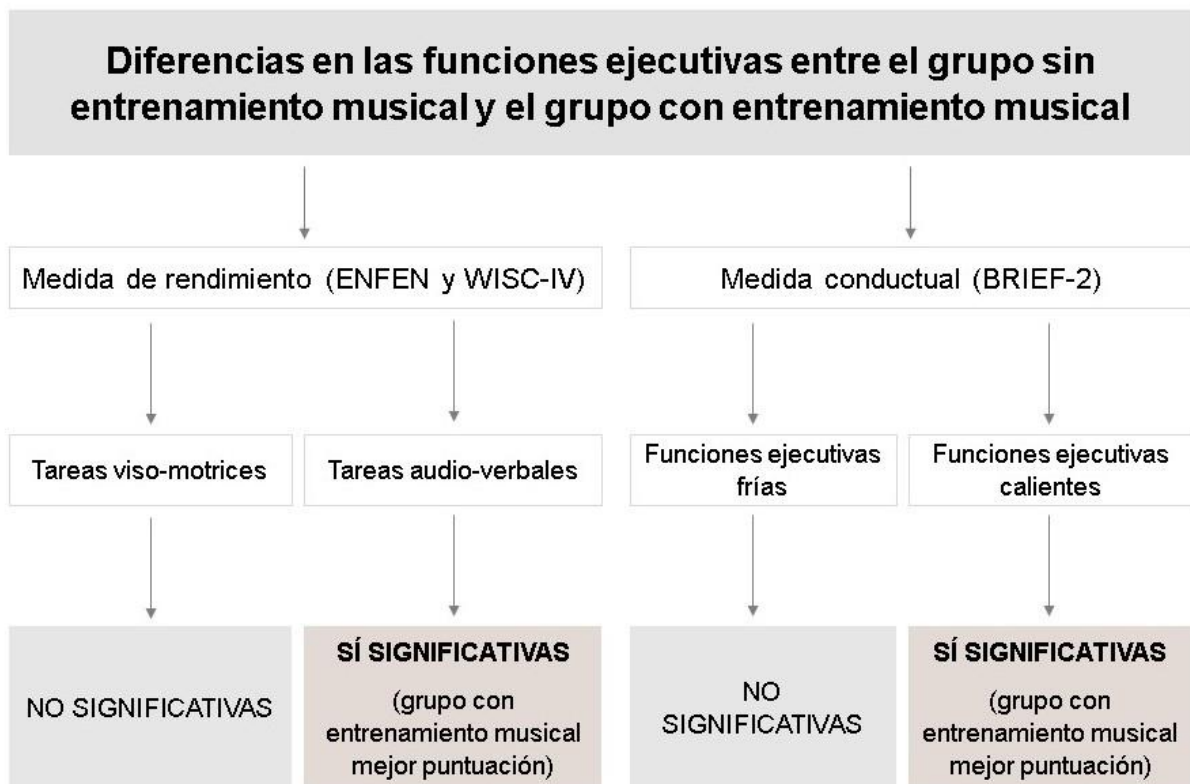 Diferencias en las funciones ejecutivas entre el grupo sin
entrenamiento musical y el grupo con entrenamiento musical
Medida de rendimiento (ENFEN y WISC-IV)
Medida conductual (BRIEF-2)
Tareas viso-motrices
Tareas audio-verbales
Funciones ejecutivas
frías
Funciones ejecutivas
calientes
NO SIGNIFICATIVAS
SÍ SIGNIFICATIVAS
(grupo con
entrenamiento musical
mejor puntuación)
NO
SIGNIFICATIVAS
SÍ SIGNIFICATIVAS
(grupo con
entrenamiento musical
mejor puntuación)